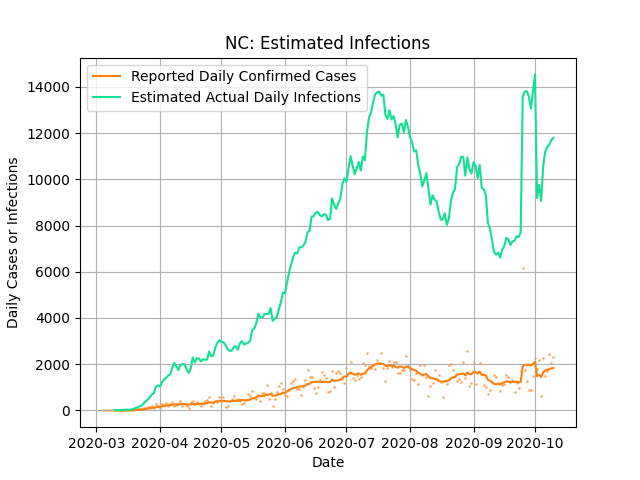 NC: Estimated Infections
Reported Daily Confirmed Cases
Estimated Actual Daily Infections
Daily Cases or Infections
14000
12000
10000
8000
6000
4000
2000
0
2020-03 2020-04 2020-05 2020-06 2020-07 2020-08 2020-09 2020-10
Date